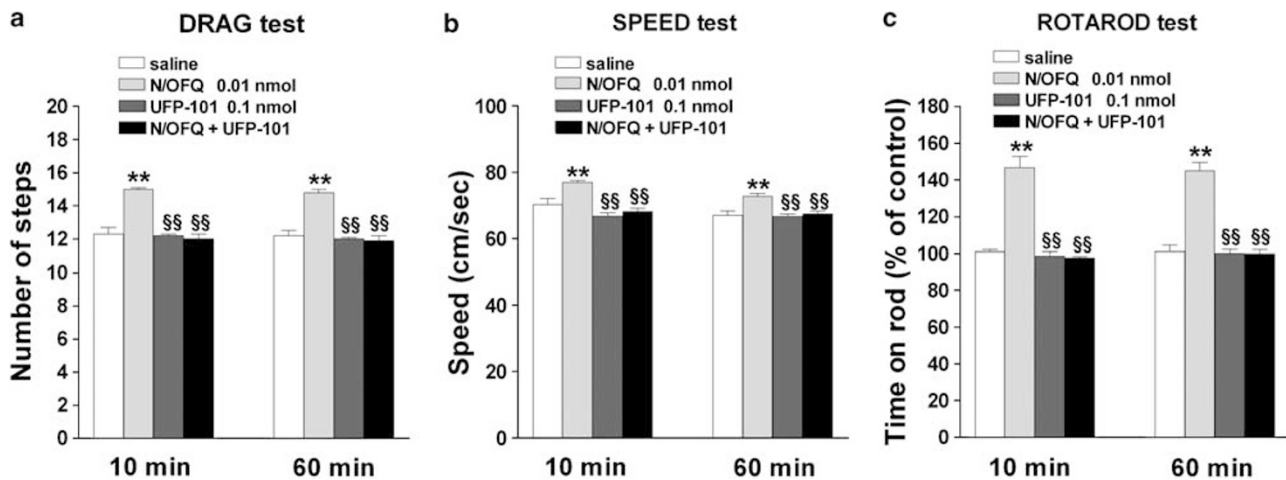 a DRAG test
saline
N/OFQ 0.01 nmol
UFP-101 0.1 nmol
N/OFQ + UFP-101
Number of steps
20
18
16
14
12
10
8
6
4
2
0
** §§ §§
** §§ §§
10 min 60 min
b SPEED test
saline
N/OFQ 0.01 nmol
UFP-101 0.1 nmol
N/OFQ + UFP-101
Speed (cm/sec)
100
80
60
40
20
0
** §§ §§
** §§ §§
10 min 60 min
c ROTAROD test
saline
N/OFQ 0.01 nmol
UFP-101 0.1 nmol
N/OFQ + UFP-101
Time on rod (% of control)
180
160
140
120
100
80
60
40
20
0
** §§ §§
** §§ §§
10 min 60 min